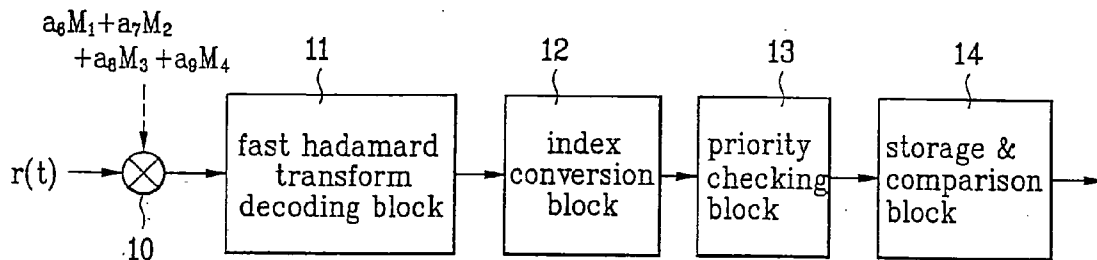 a₆M₁+a₇M₂
+a₈M₃+a₉M₄
11
12
13
14
r(t)
10
fast hadamard
transform
decoding block
index
conversion
block
priority
checking
block
storage &
comparison
block